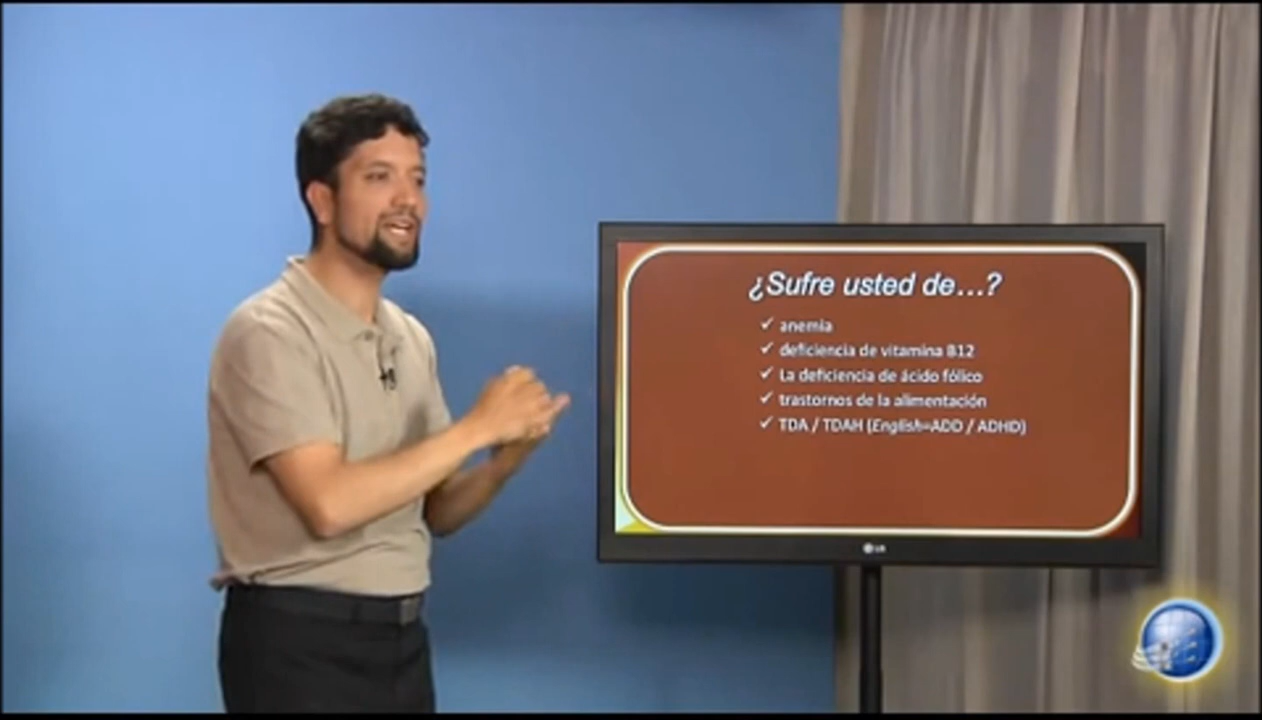 ¿Sufre usted de...?
✓ anemia
✓ deficiencia de vitamina B12
✓ La deficiencia de ácido fólico
✓ trastornos de la alimentación
✓ TDA / TDAH (English=ADD / ADHD)
LG